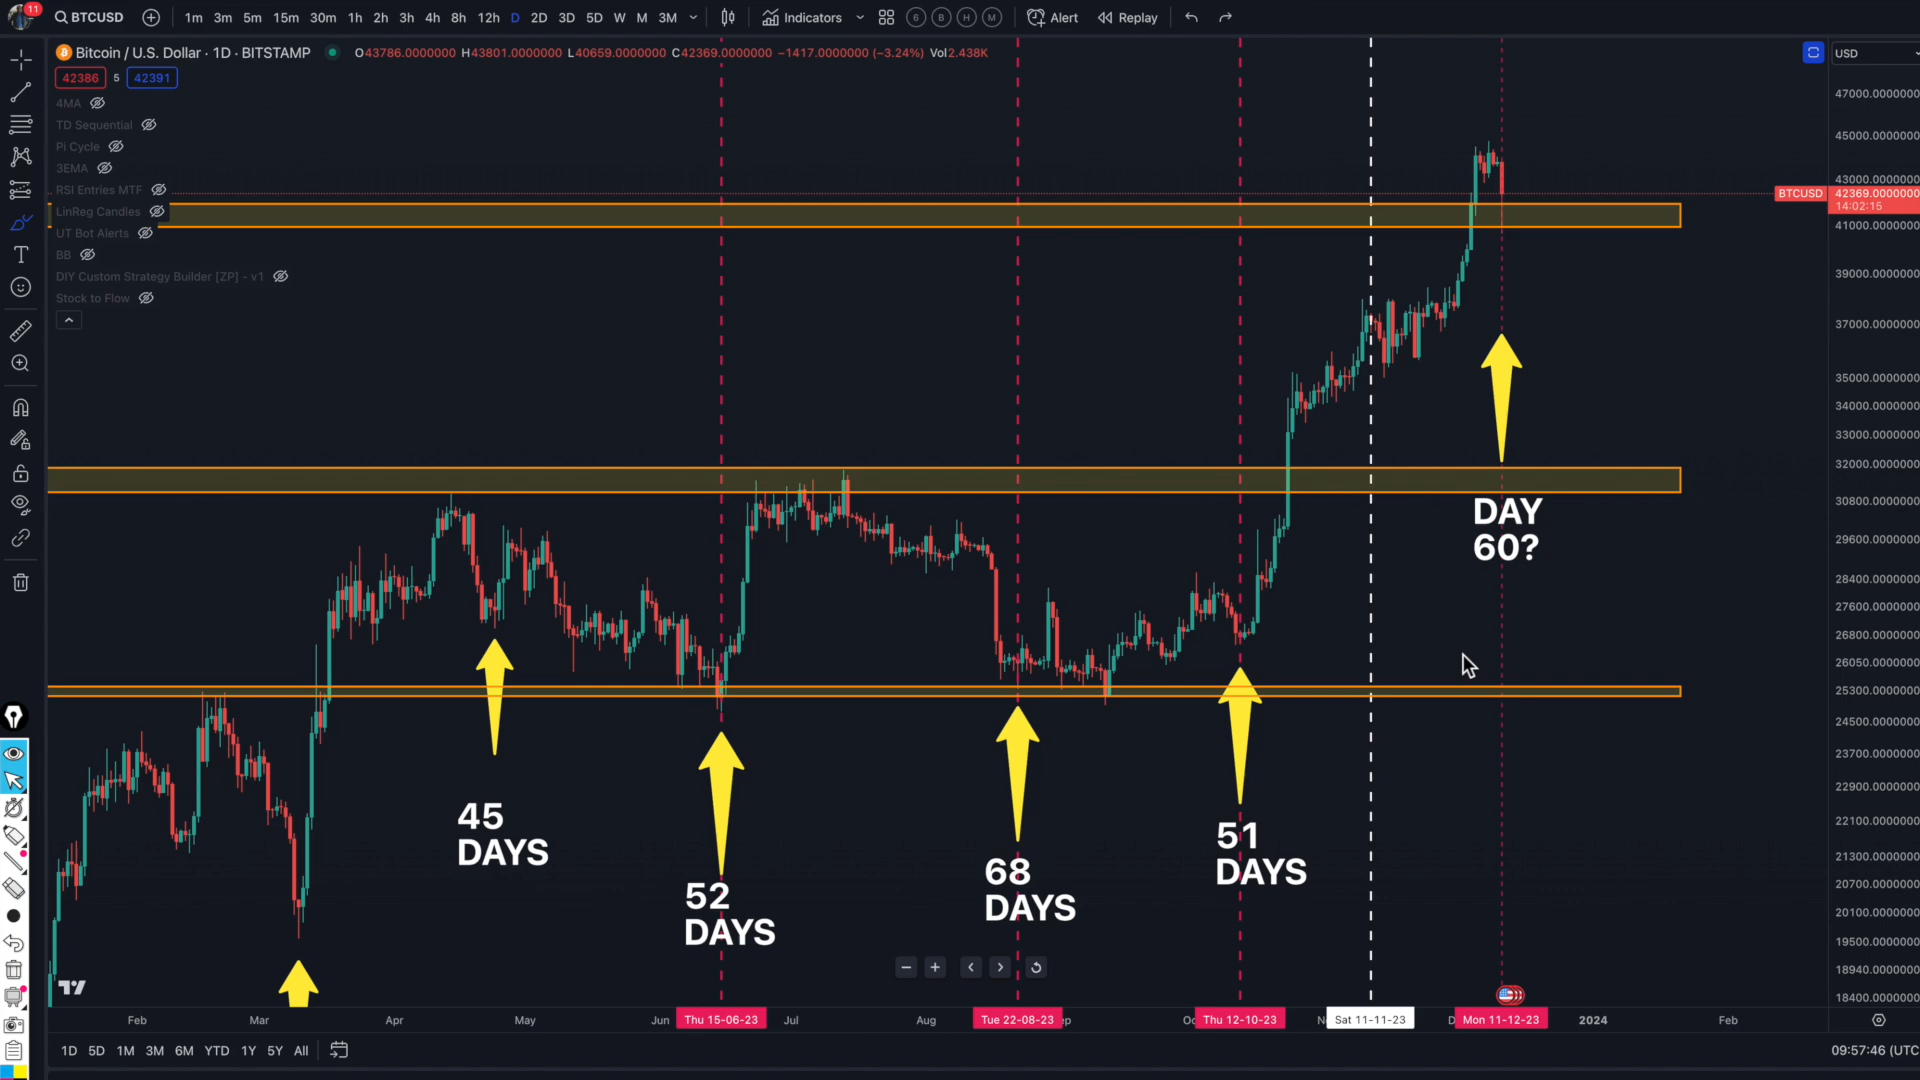 11
BTCUSD
1m 3m 5m 15m 30m 1h 2h 3h 4h 8h 12h D 2D 3D 5D W M 3M
Indicators
6 B H M
Alert
Replay
Bitcoin / U.S. Dollar · 1D · BITSTAMP
O43786.0000000 H43801.0000000 L40659.0000000 C42369.0000000 −1417.0000000 (−3.24%) Vol2.438K
USD
42386 5 42391
4MA
TD Sequential
Pi Cycle
3EMA
RSI Entries MTF
LinReg Candles
UT Bot Alerts
BB
DIY Custom Strategy Builder [ZP] - v1
Stock to Flow
47000.0000000
45000.0000000
43000.0000000
BTCUSD 42369.0000000
14:02:15
41000.0000000
39000.0000000
37000.0000000
35000.0000000
34000.0000000
33000.0000000
32000.0000000
30800.0000000
29600.0000000
28400.0000000
27600.0000000
26800.0000000
26050.0000000
25300.0000000
24500.0000000
23700.0000000
22900.0000000
22100.0000000
21300.0000000
20700.0000000
20100.0000000
19500.0000000
18940.0000000
18400.0000000
DAY
60?
45
DAYS
52
DAYS
68
DAYS
51
DAYS
Feb Mar Apr May Jun Thu 15-06-23 Jul Aug Tue 22-08-23 Thu 12-10-23 Sat 11-11-23 Mon 11-12-23 2024 Feb
1D 5D 1M 3M 6M YTD 1Y 5Y All
09:57:46 (UTC